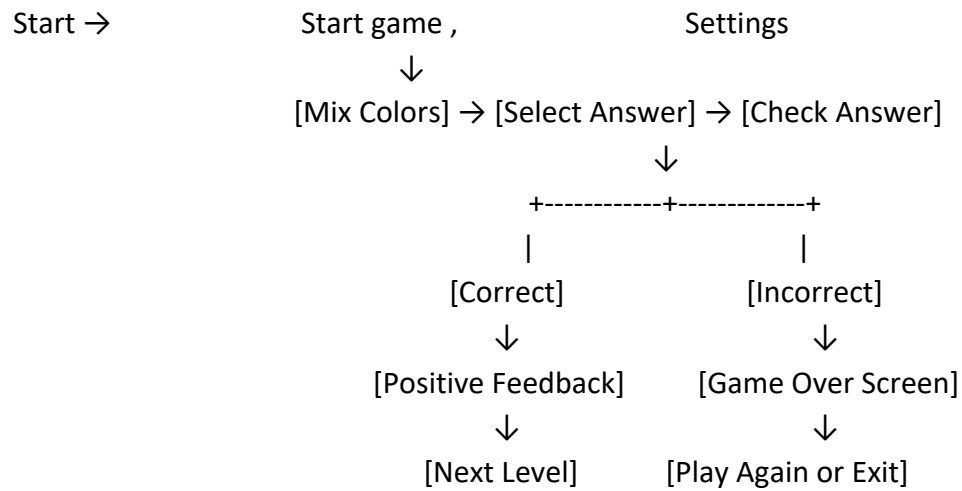 Start → Start game , Settings
↓
[Mix Colors] → [Select Answer] → [Check Answer]
↓
+------------+-------------+
| |
[Correct] [Incorrect]
↓ ↓
[Positive Feedback] [Game Over Screen]
↓ ↓
[Next Level] [Play Again or Exit]